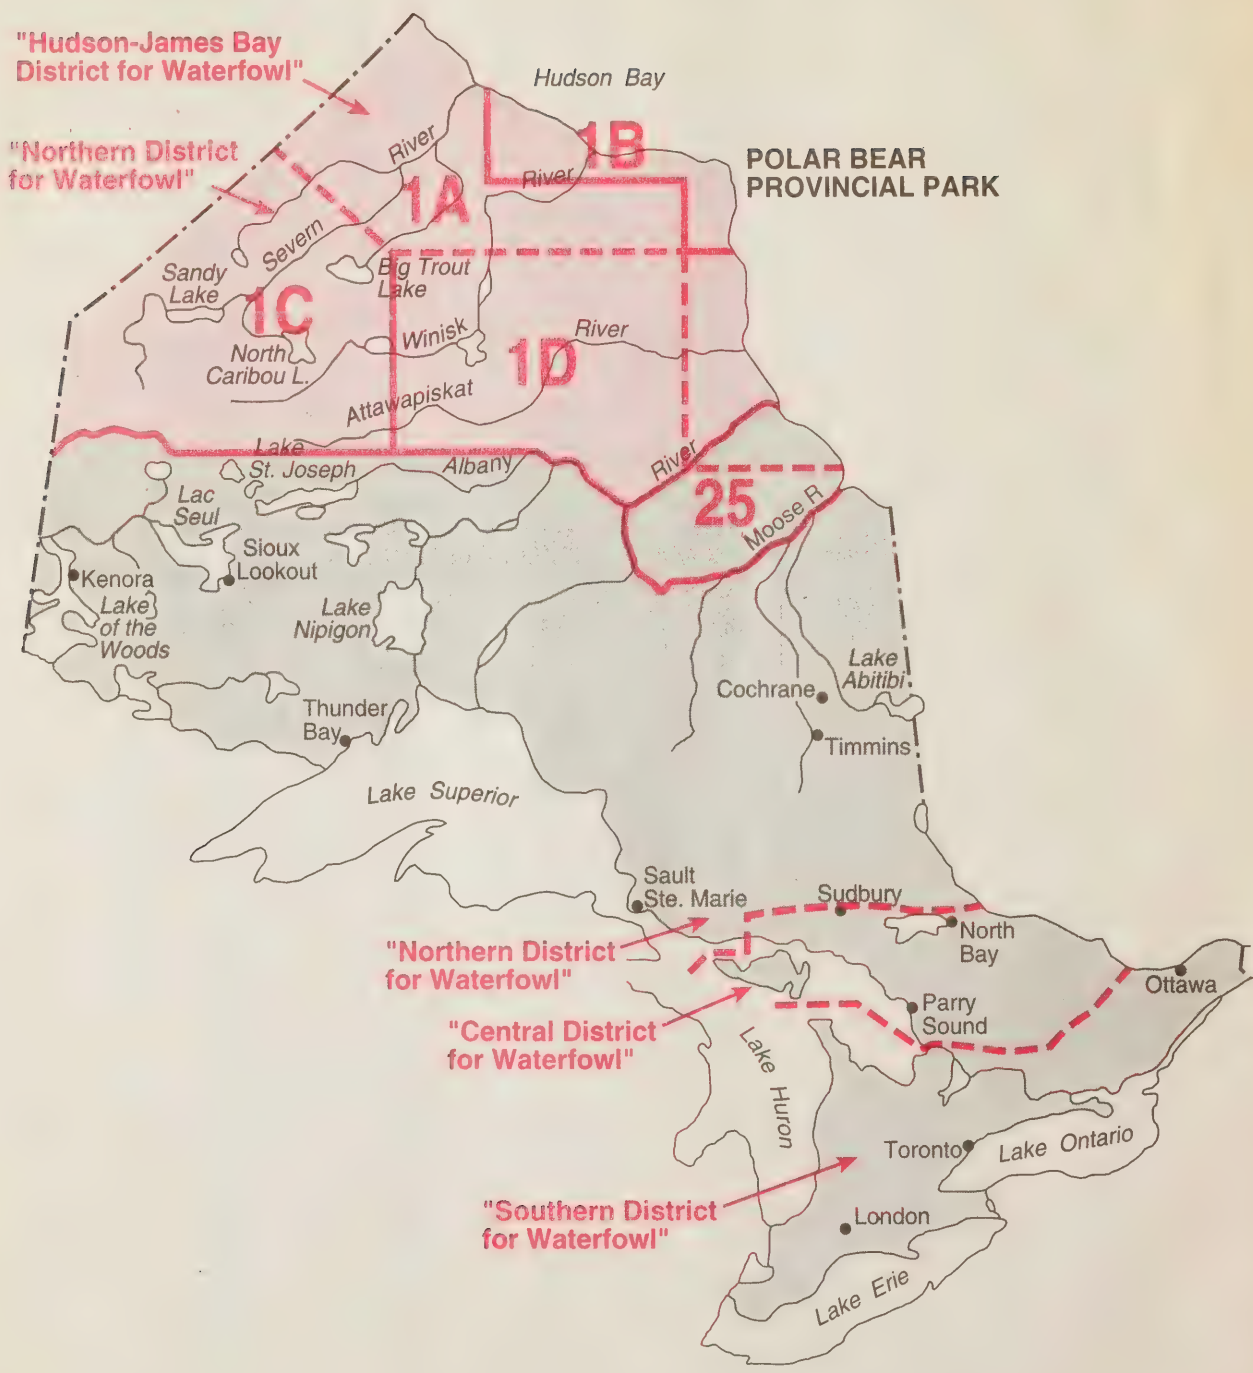 "Hudson-James Bay
District for Waterfowl"
Hudson Bay
"Northern District
for Waterfowl"
River
1B
POLAR BEAR
PROVINCIAL PARK
River
1A
Severn
Sandy
Lake
Big Trout
Lake
1C
North
Caribou L.
Winisk
River
1D
Attawapiskat
Lake
St. Joseph
Albany
River
25
Moose R
Lac
Seul
Sioux
Lookout
Kenora
Lake
of the
Woods
Lake
Nipigon
Lake
Abitibi
Cochrane
Timmins
Thunder
Bay
Lake Superior
Sault
Ste. Marie
Sudbury
North
Bay
"Northern District
for Waterfowl"
Ottawa
Parry
Sound
"Central District
for Waterfowl"
Lake Huron
Toronto
Lake Ontario
"Southern District
for Waterfowl"
London
Lake Erie